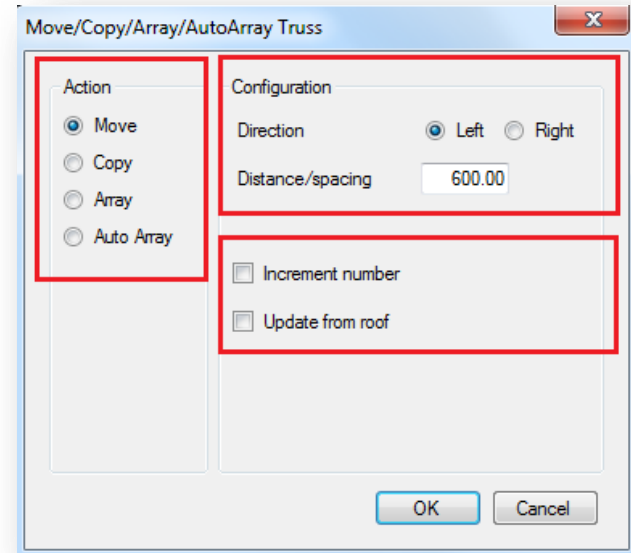 Move/Copy/Array/AutoArray Truss
Action
Move
Copy
Array
Auto Array
Configuration
Direction
Left
Right
Distance/spacing
600.00
Increment number
Update from roof
OK
Cancel